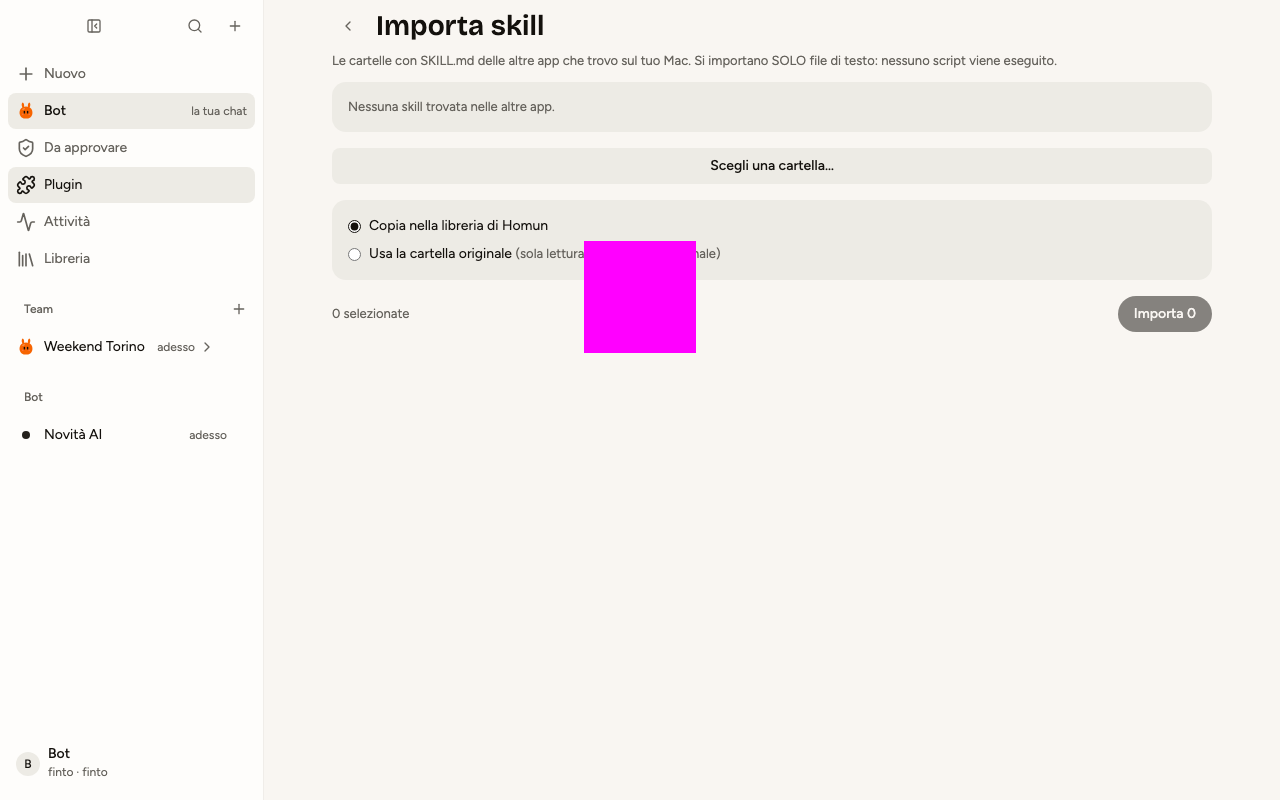 Nuovo
Bot la tua chat
Da approvare
Plugin
Attività
Libreria
Team
Weekend Torino adesso
Bot
Novità AI adesso
B
Bot
finto · finto
Importa skill
Le cartelle con SKILL.md delle altre app che trovo sul tuo Mac. Si importano SOLO file di testo: nessuno script viene eseguito.
Nessuna skill trovata nelle altre app.
Scegli una cartella…
Copia nella libreria di Homun
Usa la cartella originale (sola lettura
0 selezionate
Importa 0